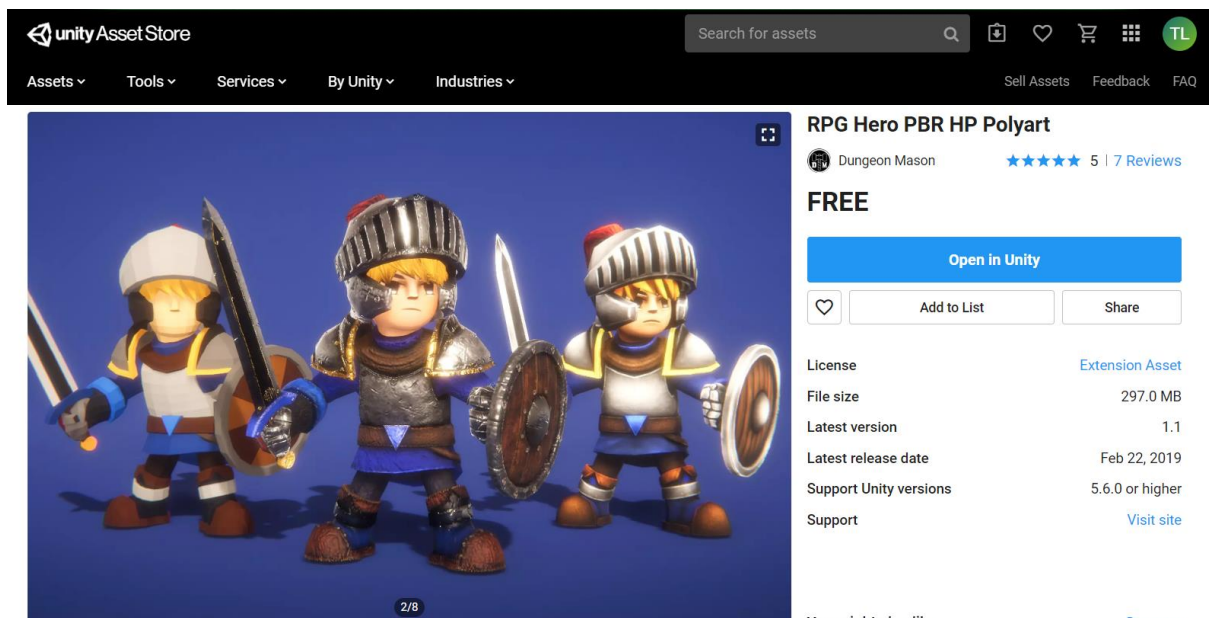 unity Asset Store
Search for assets
TL
Assets
Tools
Services
By Unity
Industries
Sell Assets
Feedback
FAQ
RPG Hero PBR HP Polyart
Dungeon Mason
5 | 7 Reviews
FREE
Open in Unity
Add to List
Share
License Extension Asset
File size 297.0 MB
Latest version 1.1
Latest release date Feb 22, 2019
Support Unity versions 5.6.0 or higher
Support Visit site
2/8